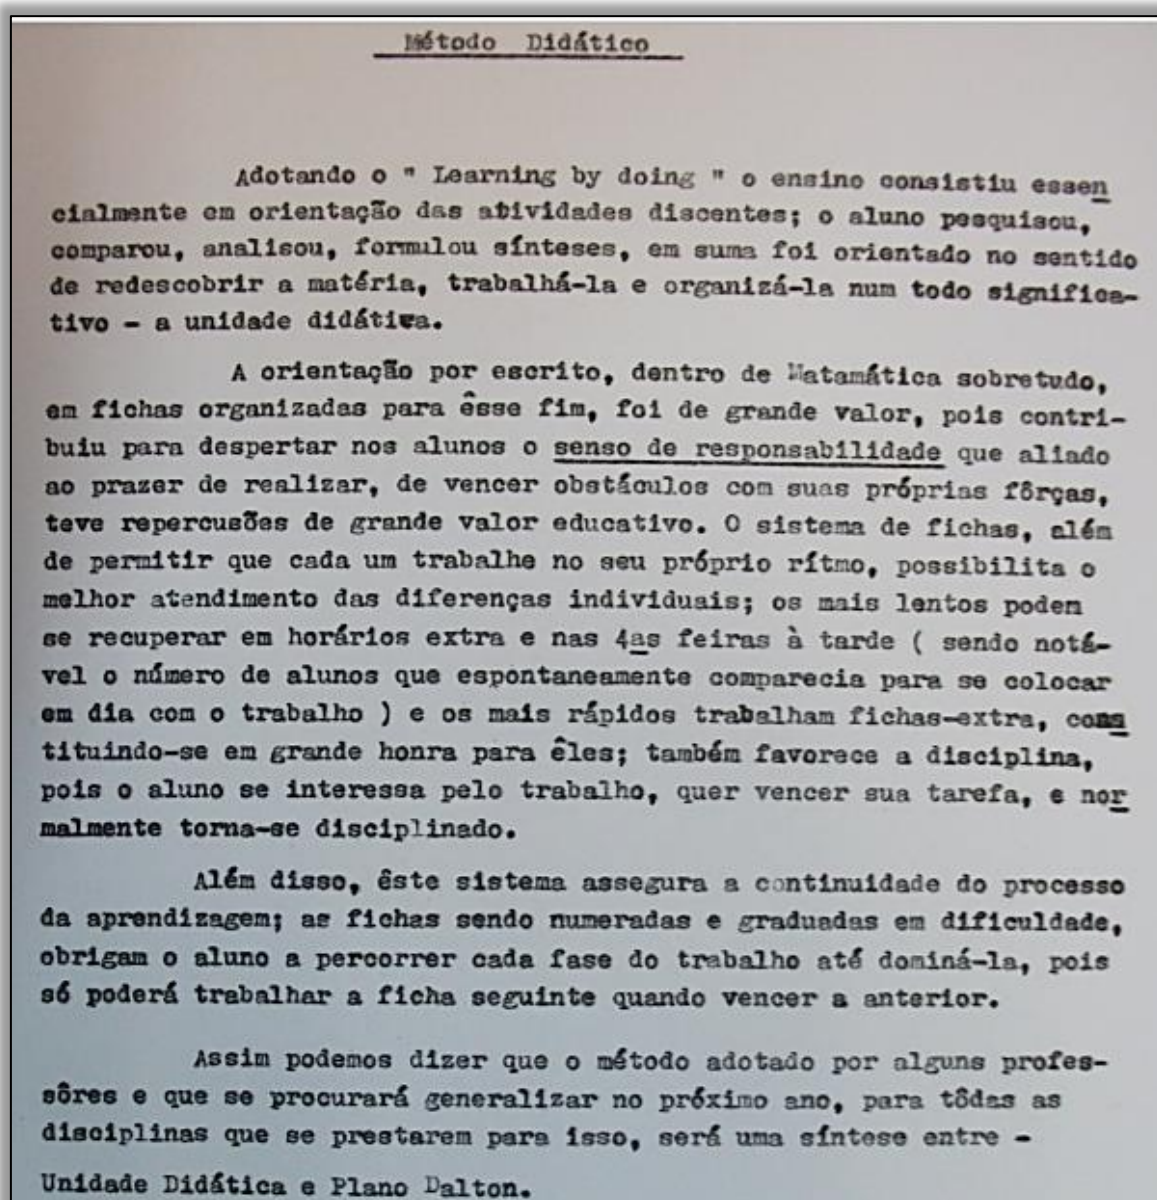 Método Didático
Adotando o " Learning by doing " o ensino consistiu essen
cialmente em orientação das atividades discentes; o aluno pesquisou,
comparou, analisou, formulou sínteses, em suma foi orientado no sentido
de redescobrir a matéria, trabalhá-la e organizá-la num todo significa-
tivo - a unidade didática.
A orientação por escrito, dentro de Matamática sobretudo,
em fichas organizadas para êsse fim, foi de grande valor, pois contri-
buiu para despertar nos alunos o senso de responsabilidade que aliado
ao prazer de realizar, de vencer obstáculos com suas próprias fôrças,
teve repercusões de grande valor educativo. O sistema de fichas, além
de permitir que cada um trabalhe no seu próprio rítmo, possibilita o
melhor atendimento das diferenças individuais; os mais lentos podem
se recuperar em horários extra e nas 4as feiras à tarde ( sendo notá-
vel o número de alunos que espontaneamente comparecia para se colocar
em dia com o trabalho ) e os mais rápidos trabalham fichas-extra, cons
tituindo-se em grande honra para êles; também favorece a disciplina,
pois o aluno se interessa pelo trabalho, quer vencer sua tarefa, e nor
malmente torna-se disciplinado.
Além disso, êste sistema assegura a continuidade do processo
da aprendizagem; as fichas sendo numeradas e graduadas em dificuldade,
obrigam o aluno a percorrer cada fase do trabalho até dominá-la, pois
só poderá trabalhar a ficha seguinte quando vencer a anterior.
Assim podemos dizer que o método adotado por alguns profes-
sôres e que se procurará generalizar no próximo ano, para tôdas as
disciplinas que se prestarem para isso, será uma síntese entre -
Unidade Didática e Plano Dalton.